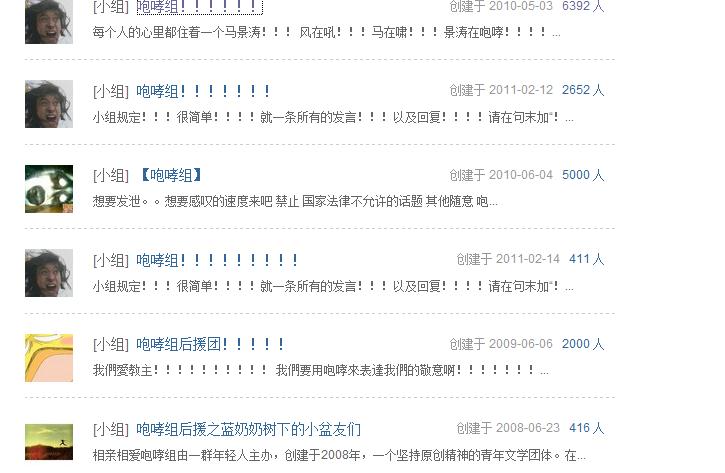 [小组] 咆哮组！！！！！！ 创建于 2010-05-03 6392 人
每个人的心里都住着一个马景涛！！！ 风在吼！！！马在啸！！！景涛在咆哮！！！！...
[小组] 咆哮组！！！！！！！ 创建于 2011-02-12 2652 人
小组规定！！！很简单！！！！就一条所有的发言！！！以及回复！！！！请在句末加“！...
[小组] 【咆哮组】 创建于 2010-06-04 5000 人
想要发泄。。想要感叹的速度来吧 禁止 国家法律不允许的话题 其他随意 咆...
[小组] 咆哮组！！！！！！！！！ 创建于 2011-02-14 411 人
小组规定！！！很简单！！！！就一条所有的发言！！！以及回复！！！！请在句末加“！...
[小组] 咆哮组后援团！！！！！ 创建于 2009-06-06 2000 人
我們愛教主！！！！！！！！！！ 我們要用咆哮來表達我們的敬意啊！！！！！！！...
[小组] 咆哮组后援之蓝奶奶树下的小盆友们 创建于 2008-06-23 416 人
相亲相爱咆哮组由一群年轻人主办，创建于2008年，一个坚持原创精神的青年文学团体。在...